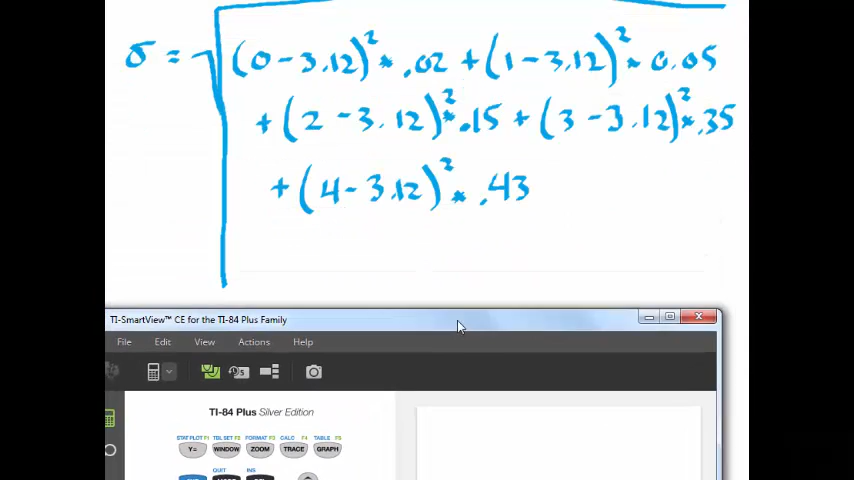 σ = √(0-3.12)²*.02 + (1-3.12)²*0.05
+(2-3.12)²*.15 + (3-3.12)²*.35
+(4-3.12)²*.43
TI-SmartView™ CE for the TI-84 Plus Family
File Edit View Actions Help
TI-84 Plus Silver Edition
STAT PLOT F1 TBL SET F2 FORMAT F3 CALC F4 TABLE F5
Y= WINDOW ZOOM TRACE GRAPH
QUIT INS